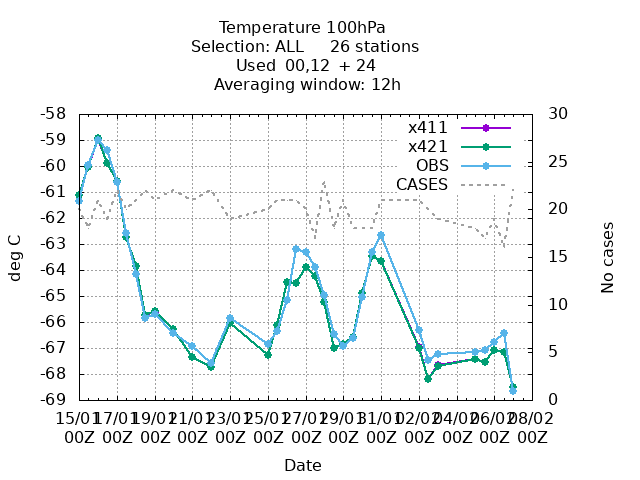 Temperature 100hPa
Selection: ALL 26 stations
Used 00,12 + 24
Averaging window: 12h
-58
-59
-60
-61
-62
-63
-64
-65
-66
-67
-68
-69
30
25
20
15
10
5
0
x411
x421
OBS
CASES
deg C
No cases
15/01 17/01 19/01 21/01 23/01 25/01 27/01 29/01 31/01 02/02 04/02 06/02 08/02
00Z 00Z 00Z 00Z 00Z 00Z 00Z 00Z 00Z 00Z 00Z 00Z 00Z
Date